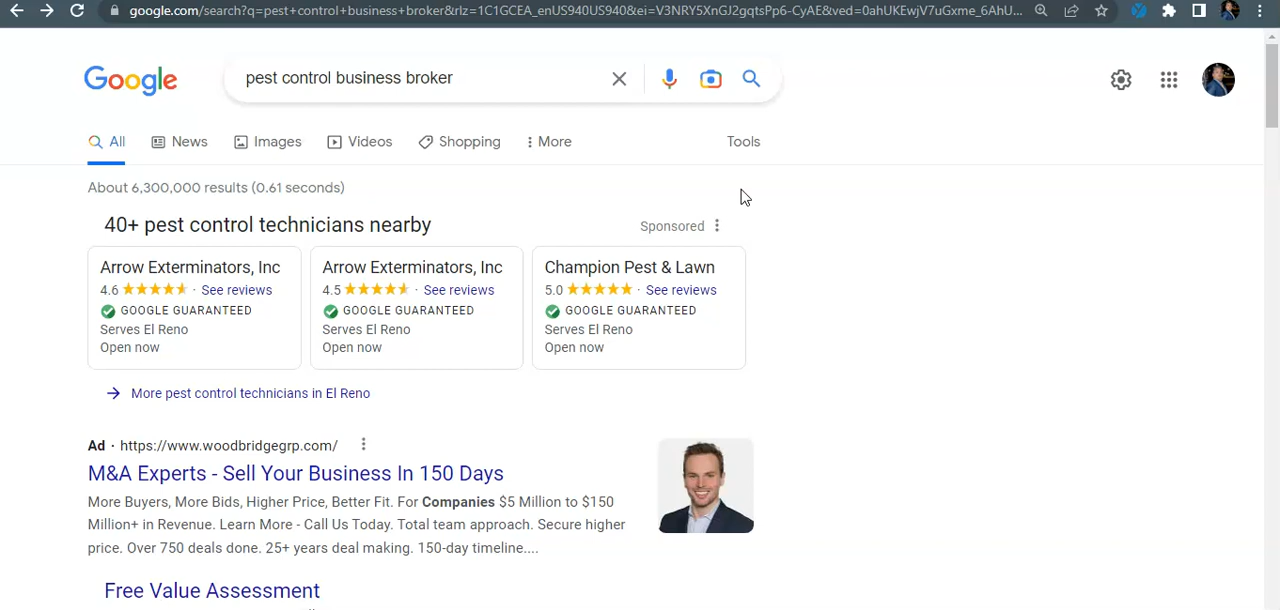 google.com/search?q=pest+control+business+broker&rlz=1C1GCEA_enUS940US940&ei=V3NRY5XnGJ2gqtsPp6-CyAE&ved=0ahUKEwjV7uGxme_6AhU...
Google
pest control business broker
All
News
Images
Videos
Shopping
More
Tools
About 6,300,000 results (0.61 seconds)
40+ pest control technicians nearby
Sponsored
Arrow Exterminators, Inc
4.6 · See reviews
GOOGLE GUARANTEED
Serves El Reno
Open now
Arrow Exterminators, Inc
4.5 · See reviews
GOOGLE GUARANTEED
Serves El Reno
Open now
Champion Pest & Lawn
5.0 · See reviews
GOOGLE GUARANTEED
Serves El Reno
Open now
More pest control technicians in El Reno
Ad · https://www.woodbridgegrp.com/
M&A Experts - Sell Your Business In 150 Days
More Buyers, More Bids, Higher Price, Better Fit. For Companies $5 Million to $150
Million+ in Revenue. Learn More - Call Us Today. Total team approach. Secure higher
price. Over 750 deals done. 25+ years deal making. 150-day timeline....
Free Value Assessment